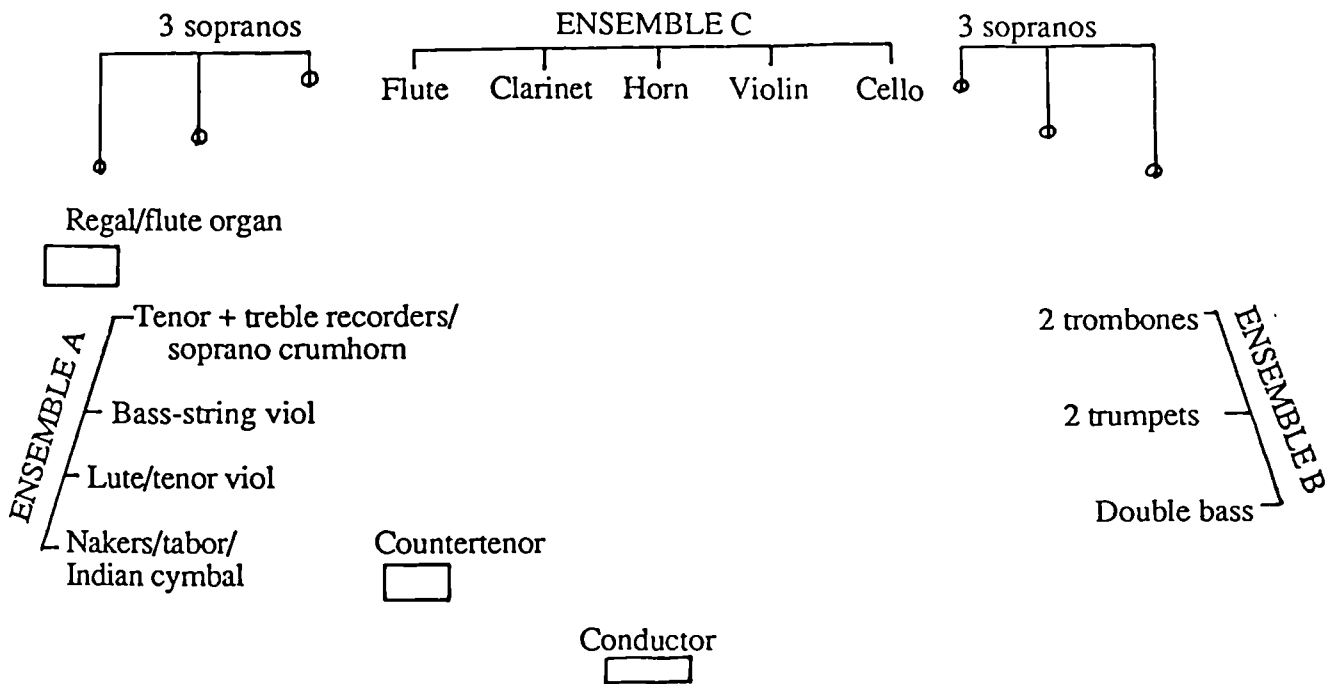 3 sopranos
ENSEMBLE C
3 sopranos
Flute
Clarinet
Horn
Violin
Cello
Regal/flute organ
ENSEMBLE A
Tenor + treble recorders/
soprano crumhorn
Bass-string viol
Lute/tenor viol
Nakers/tabor/
Indian cymbal
2 trombones
2 trumpets
Double bass
ENSEMBLE B
Countertenor
Conductor